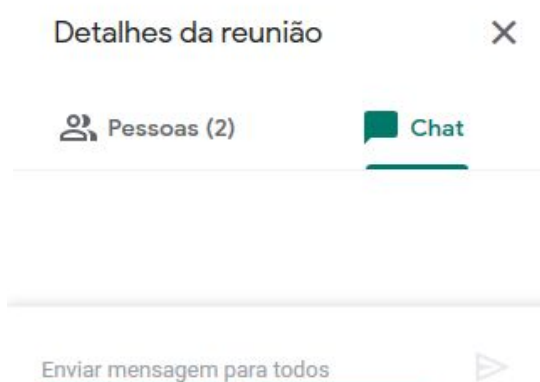 Detalhes da reunião
Pessoas (2)
Chat
Enviar mensagem para todos